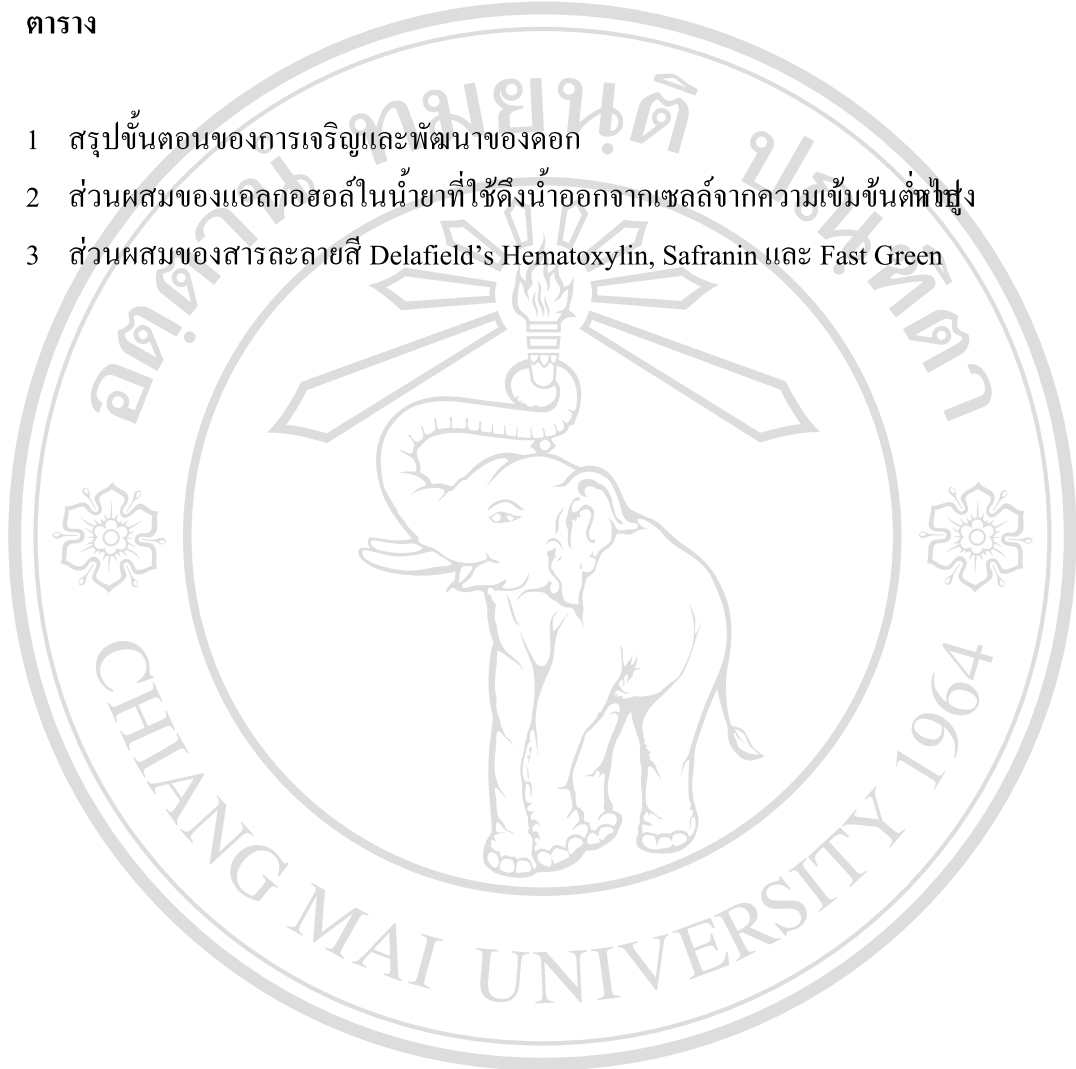 ตาราง
1 สรุปขั้นตอนของการเจริญและพัฒนาของดอก
2 ส่วนผสมของแอลกอฮอล์ในน้ำยาที่ใช้ดึงน้ำออกจากเซลล์จากความเข้มข้นต่ำ
3 ส่วนผสมของสารละลายสี Delafield’s Hematoxylin, Safranin และ Fast Green
CHIANG MAI UNIVERSITY 1964